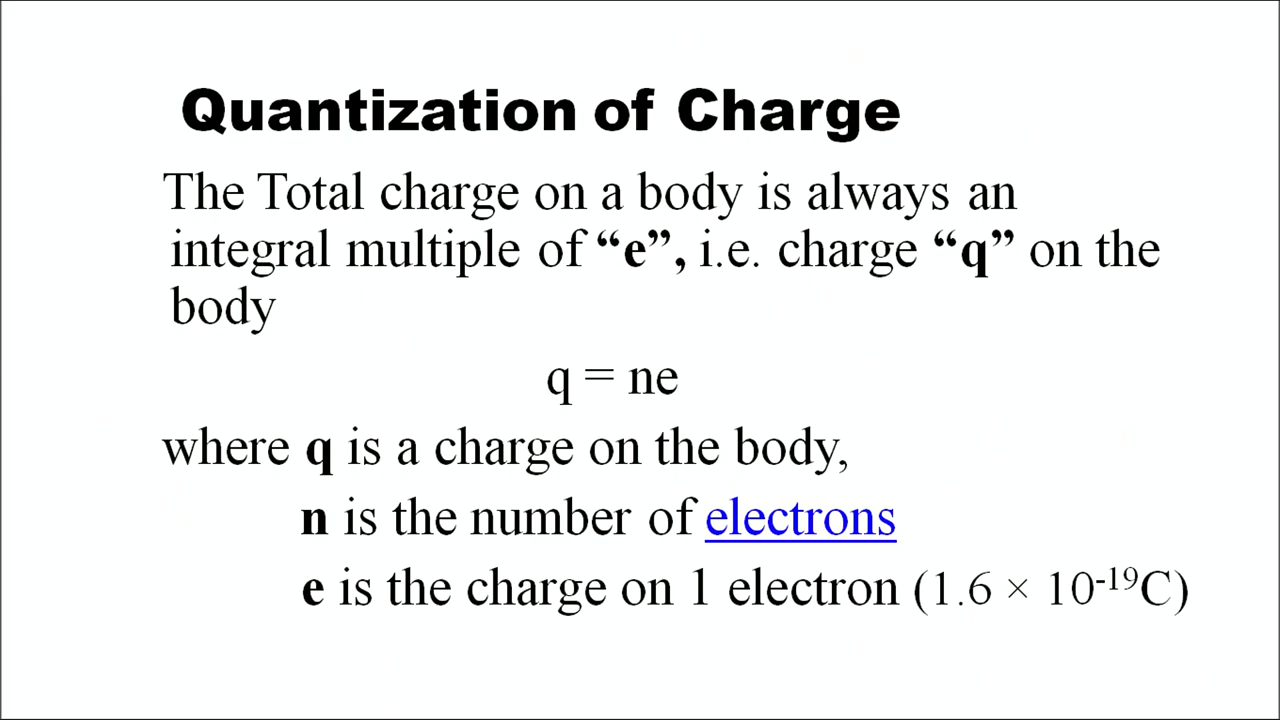 Quantization of Charge
The Total charge on a body is always an
integral multiple of “e”, i.e. charge “q” on the
body
q = ne
where q is a charge on the body,
n is the number of electrons
e is the charge on 1 electron (1.6 × 10⁻¹⁹C)